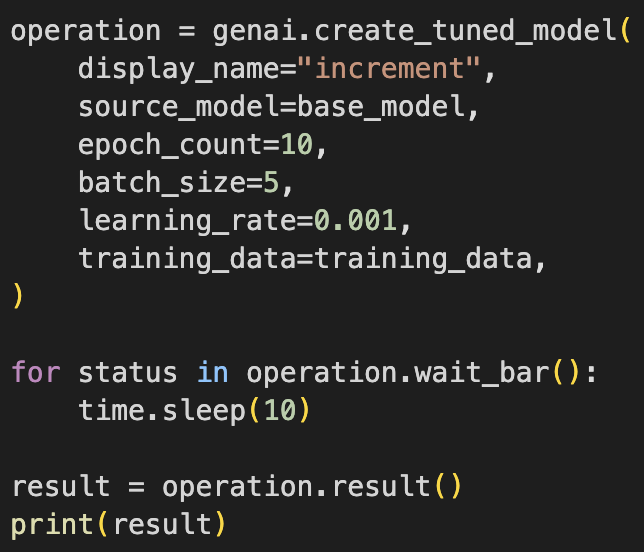 operation = genai.create_tuned_model(
    display_name="increment",
    source_model=base_model,
    epoch_count=10,
    batch_size=5,
    learning_rate=0.001,
    training_data=training_data,
)

for status in operation.wait_bar():
    time.sleep(10)

result = operation.result()
print(result)